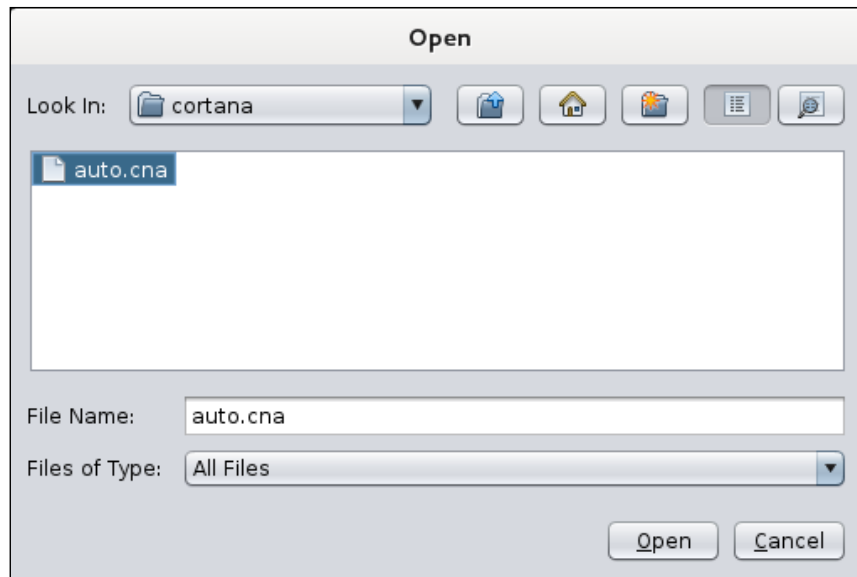 Open
Look In: cortana
auto.cna
File Name: auto.cna
Files of Type: All Files
Open Cancel